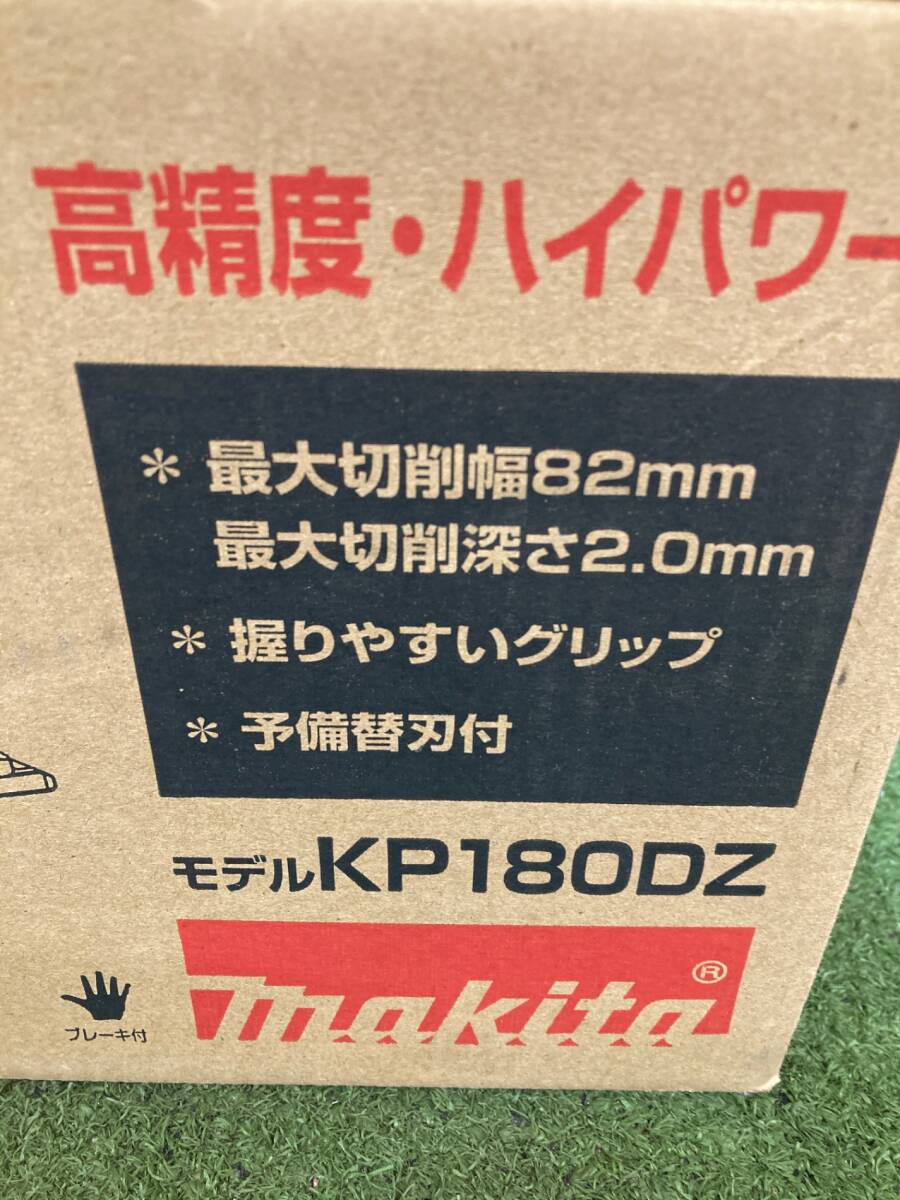 高精度・ハイパワー
* 最大切削幅82mm
最大切削深さ2.0mm
* 握りやすいグリップ
* 予備替刃付
モデルKP180DZ
makita®
ブレーキ付